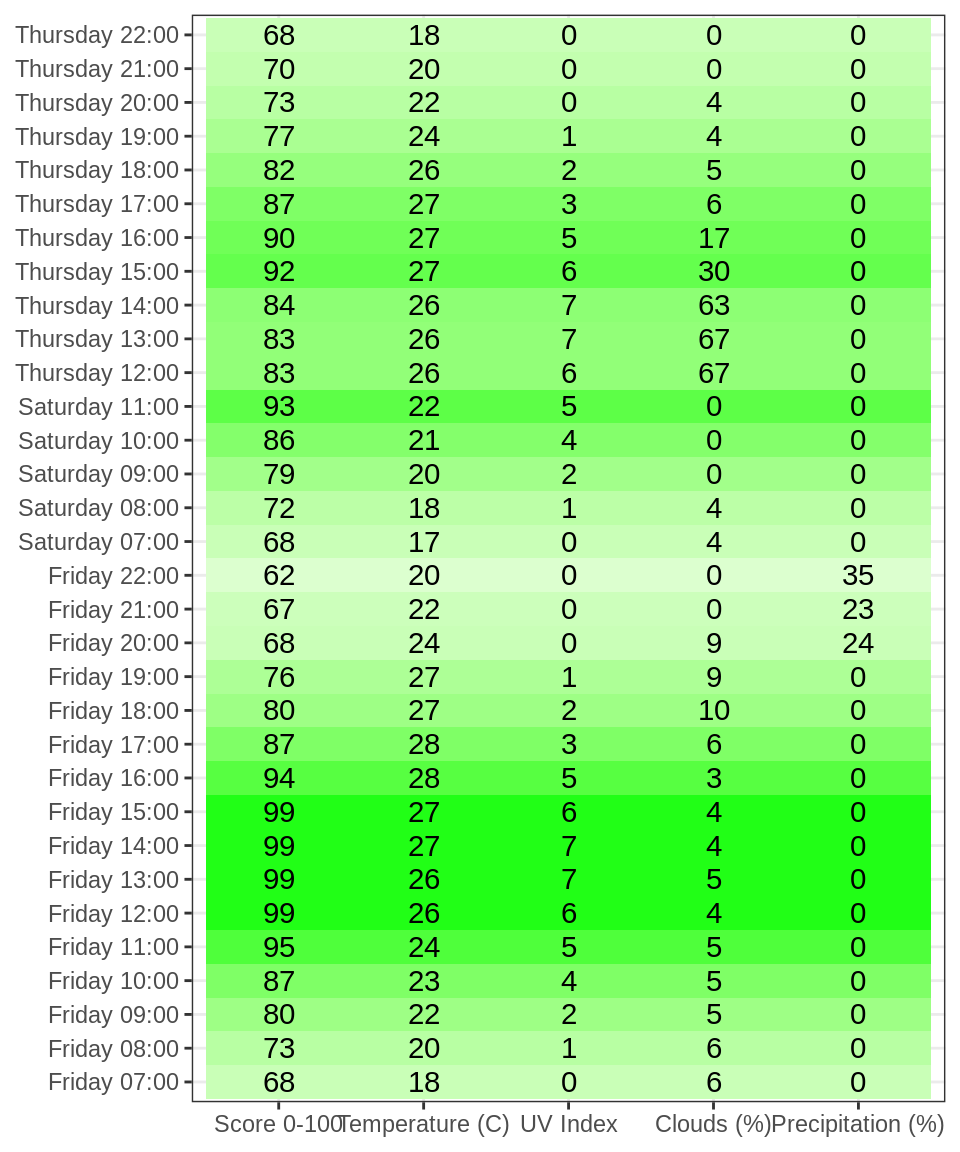 Thursday 22:00 68 18 0 0 0
Thursday 21:00 70 20 0 0 0
Thursday 20:00 73 22 0 4 0
Thursday 19:00 77 24 1 4 0
Thursday 18:00 82 26 2 5 0
Thursday 17:00 87 27 3 6 0
Thursday 16:00 90 27 5 17 0
Thursday 15:00 92 27 6 30 0
Thursday 14:00 84 26 7 63 0
Thursday 13:00 83 26 7 67 0
Thursday 12:00 83 26 6 67 0
Saturday 11:00 93 22 5 0 0
Saturday 10:00 86 21 4 0 0
Saturday 09:00 79 20 2 0 0
Saturday 08:00 72 18 1 4 0
Saturday 07:00 68 17 0 4 0
Friday 22:00 62 20 0 0 35
Friday 21:00 67 22 0 0 23
Friday 20:00 68 24 0 9 24
Friday 19:00 76 27 1 9 0
Friday 18:00 80 27 2 10 0
Friday 17:00 87 28 3 6 0
Friday 16:00 94 28 5 3 0
Friday 15:00 99 27 6 4 0
Friday 14:00 99 27 7 4 0
Friday 13:00 99 26 7 5 0
Friday 12:00 99 26 6 4 0
Friday 11:00 95 24 5 5 0
Friday 10:00 87 23 4 5 0
Friday 09:00 80 22 2 5 0
Friday 08:00 73 20 1 6 0
Friday 07:00 68 18 0 6 0
Score 0-100 Temperature (C) UV Index Clouds (%) Precipitation (%)